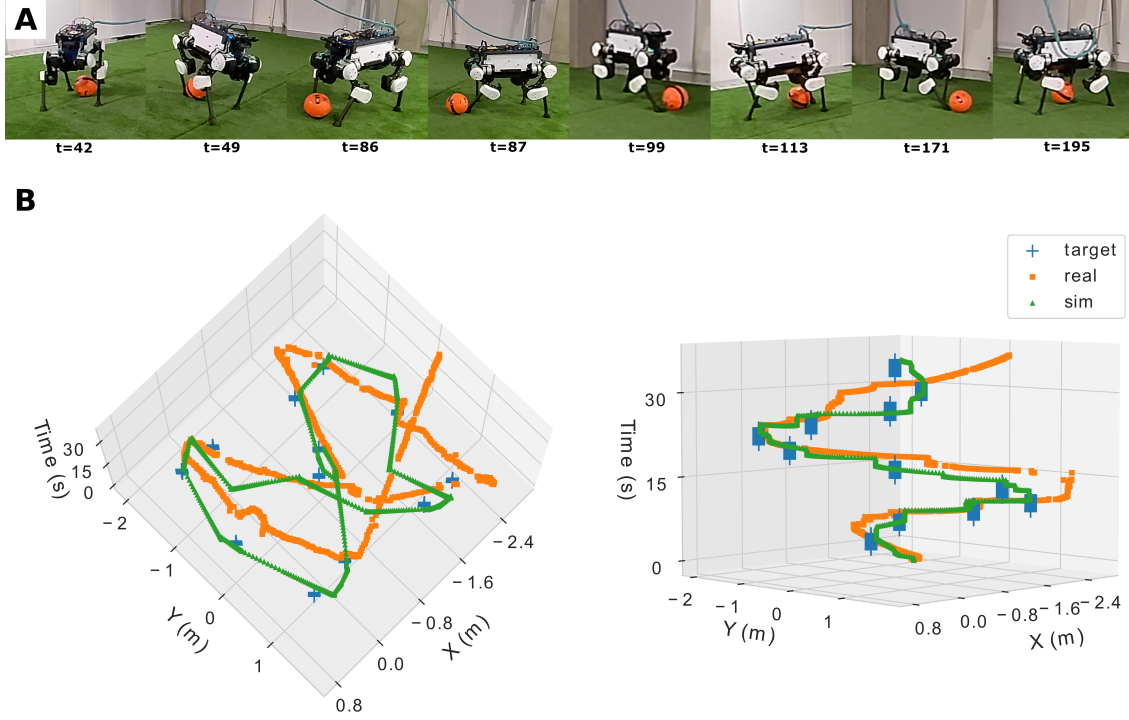 A
t=42 t=49 t=86 t=87 t=99 t=113 t=171 t=195
B
target
real
sim
Time (s)
30
15
0
−2
−1
0
1
Y (m)
−2.4
−1.6
−0.8
0.0
0.8
X (m)
Time (s)
30
15
0
−2
−1
0
1
Y (m)
0.8
0.0
−0.8
−1.6
−2.4
X (m)